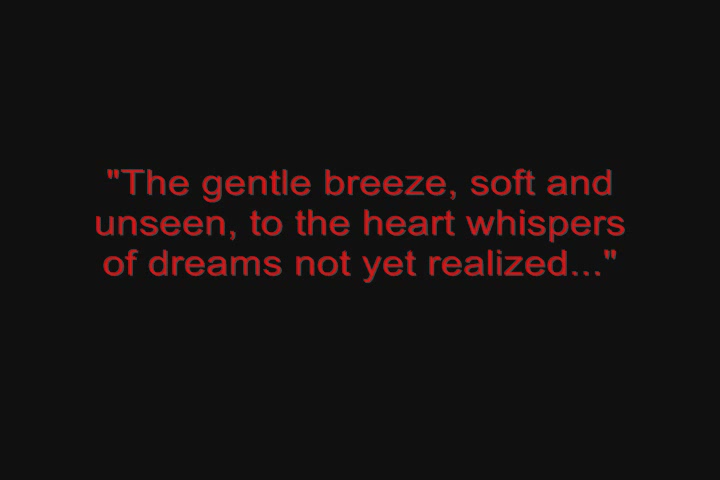 "The gentle breeze, soft and
unseen, to the heart whispers
of dreams not yet realized..."